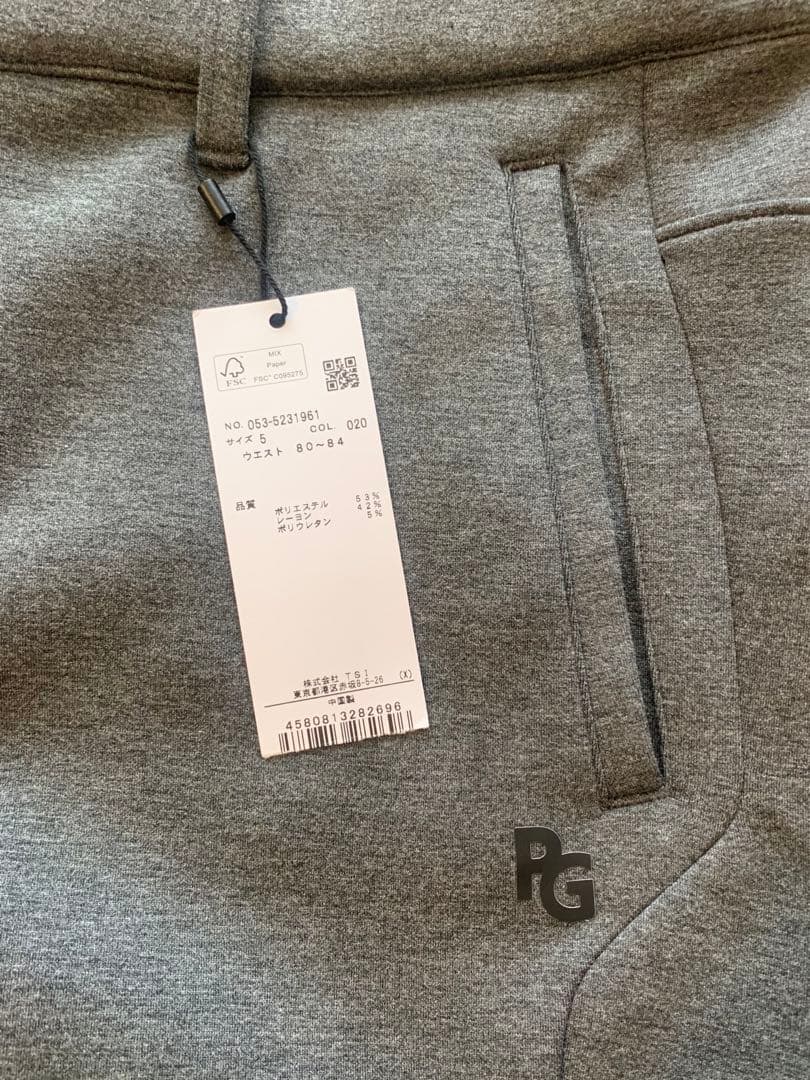 FSC
MIX
Paper
FSC™ C095275
NO. 053-5231961
サイズ 5 COL. 020
ウエスト 80～84
品質 ポリエステル 53%
レーヨン 42%
ポリウレタン 5%
株式会社 TSI
東京都港区赤坂8-5-26 (X)
中国製
4580813282696
PG